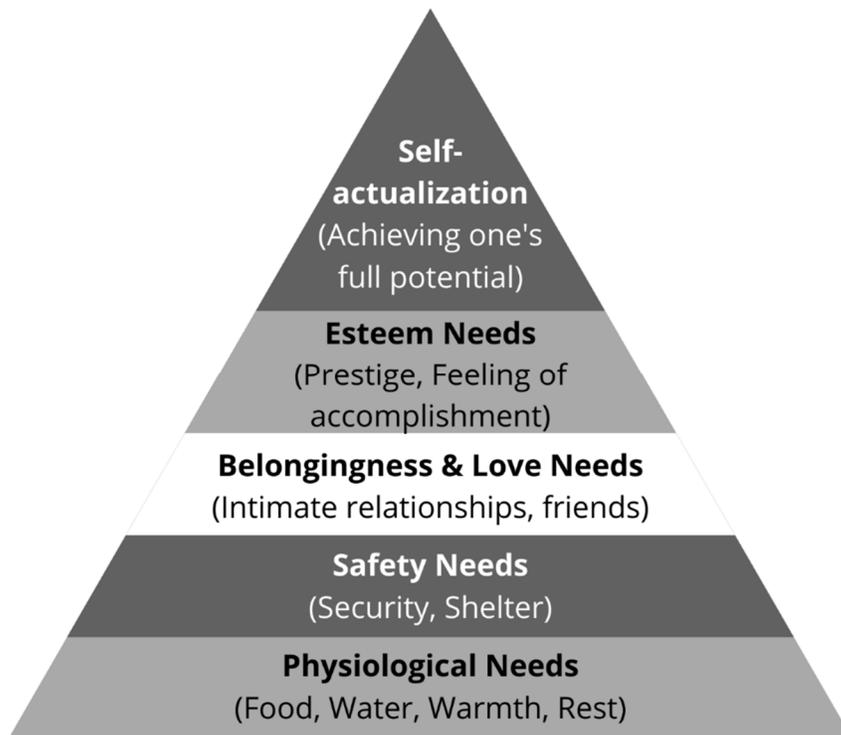 Self-
actualization
(Achieving one's
full potential)
Esteem Needs
(Prestige, Feeling of
accomplishment)
Belongingness & Love Needs
(Intimate relationships, friends)
Safety Needs
(Security, Shelter)
Physiological Needs
(Food, Water, Warmth, Rest)